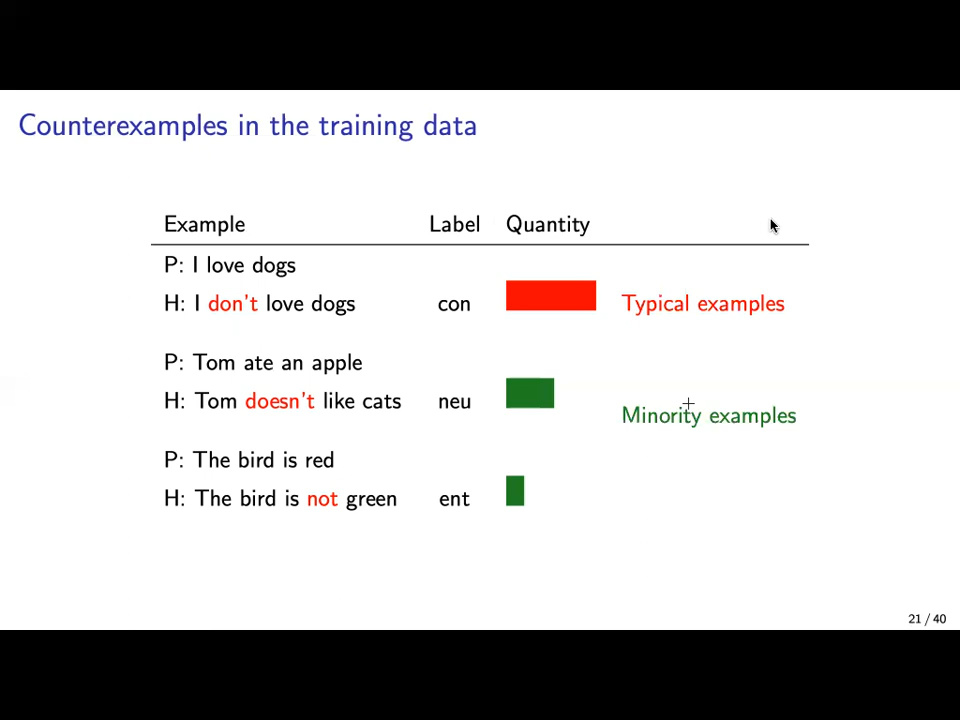 Counterexamples in the training data
Example Label Quantity
P: I love dogs
H: I don't love dogs con Typical examples
P: Tom ate an apple
H: Tom doesn't like cats neu
Minority examples
P: The bird is red
H: The bird is not green ent
21 / 40